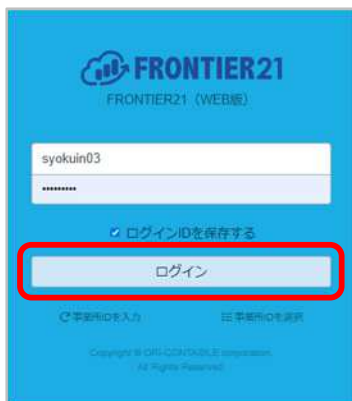 FRONTIER21
FRONTIER21（WEB版）
syokuin03
•••••••••
ログインIDを保存する
ログイン
事業所IDを入力
事業所IDを選択
Copyright © ORI-CONTABLE corporation.
All Rights Reserved.